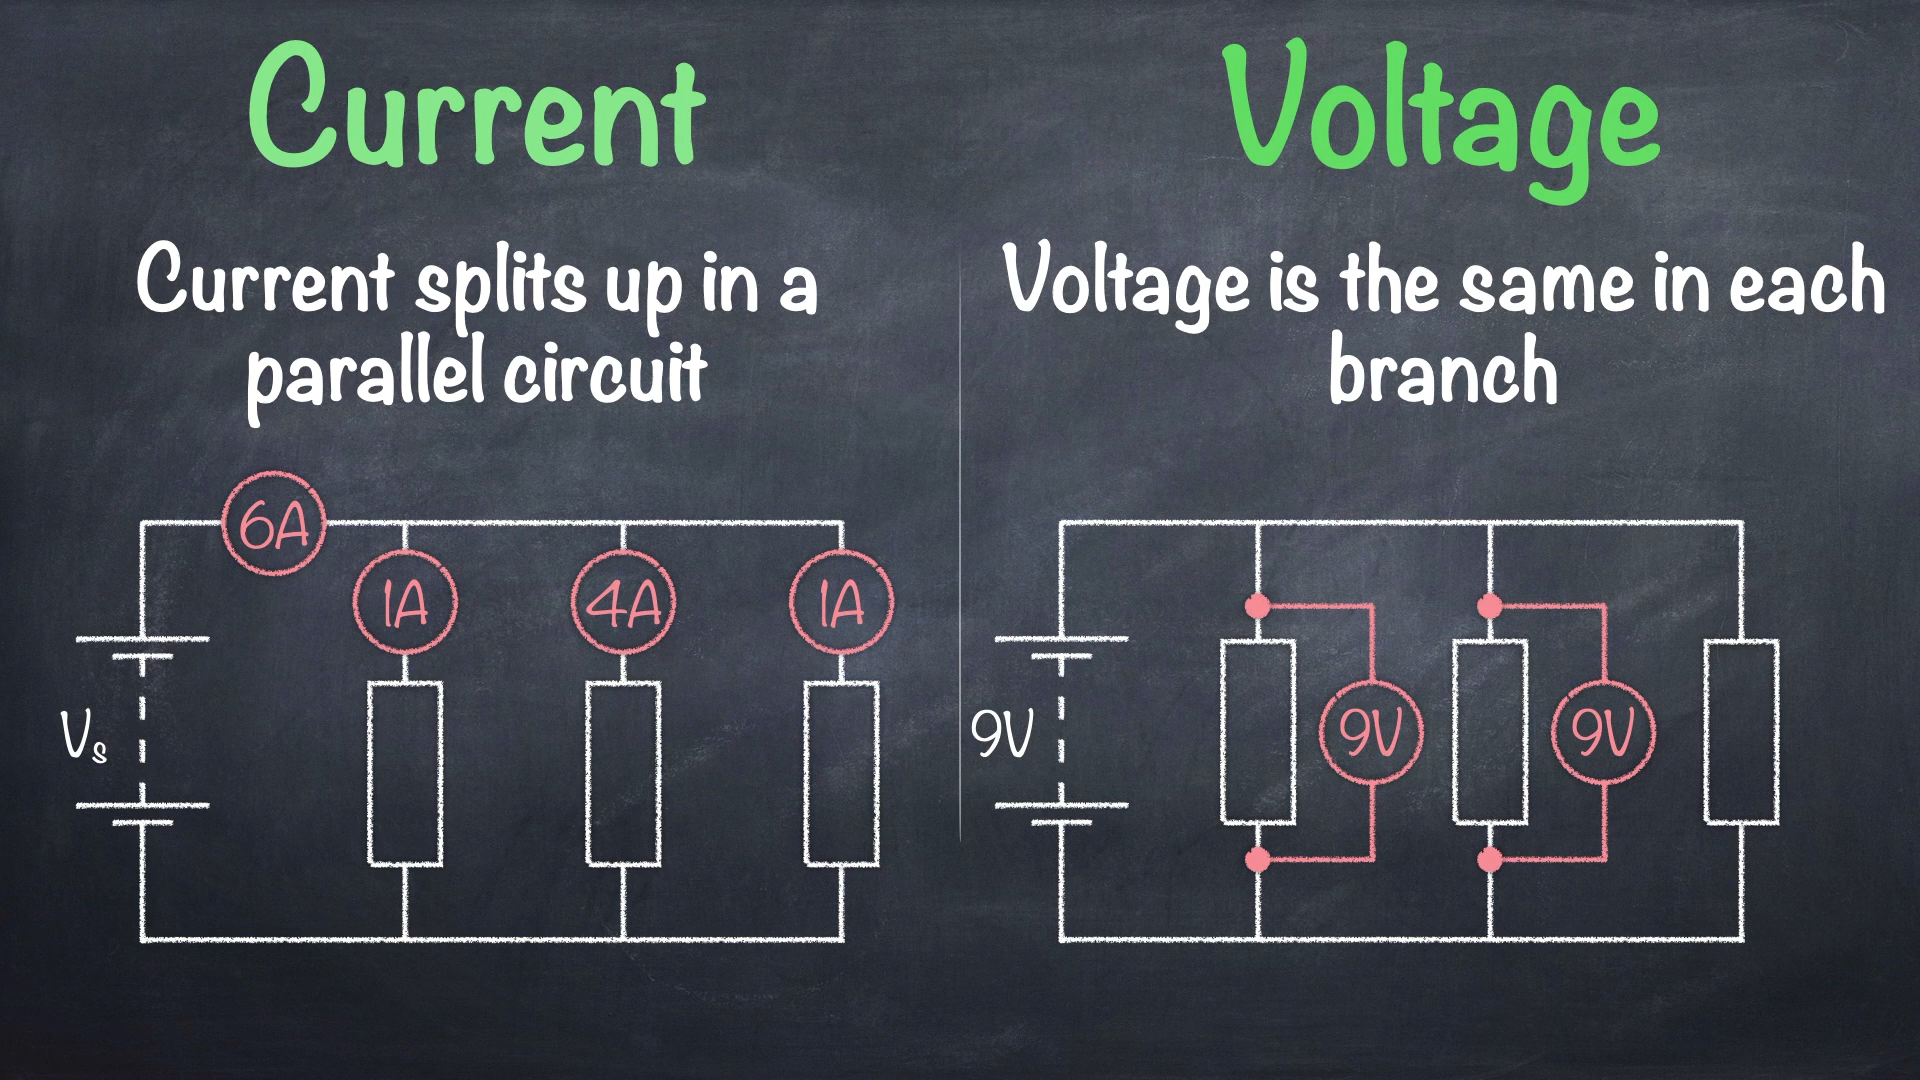 Current
Current splits up in a
parallel circuit
6A
1A
4A
1A
Vs
Voltage
Voltage is the same in each
branch
9V
9V
9V